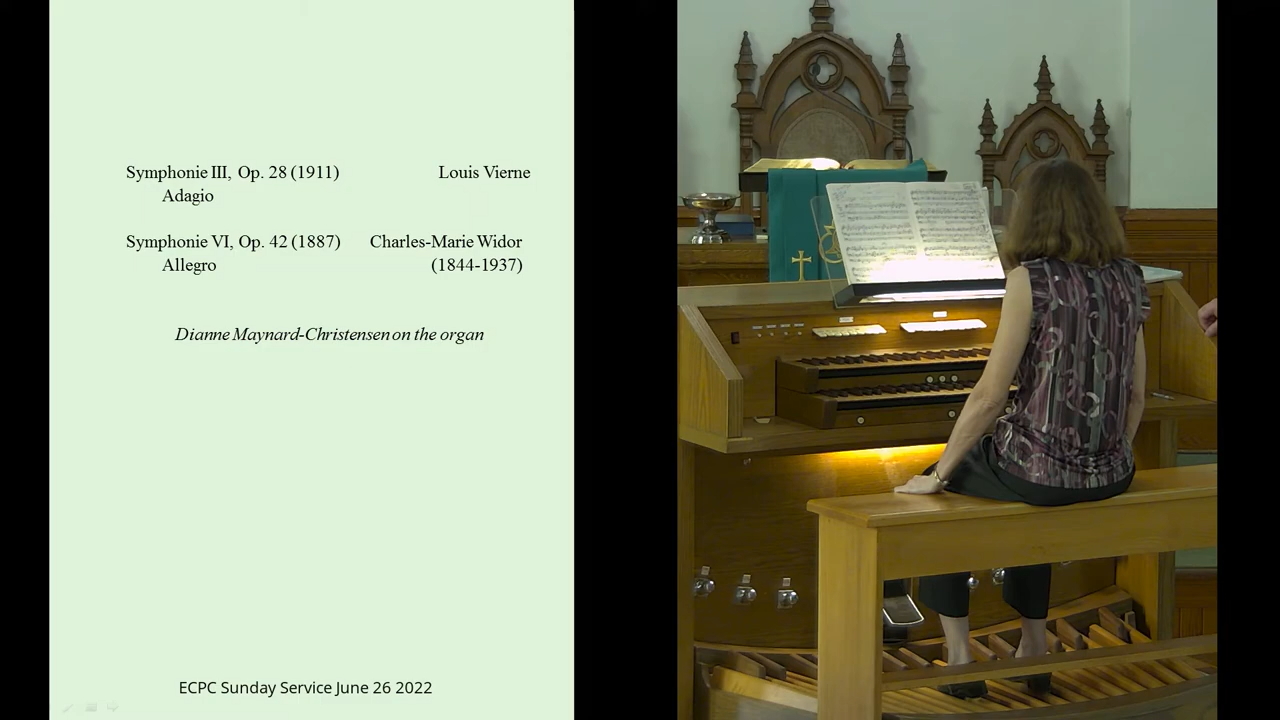 Symphonie III, Op. 28 (1911) Louis Vierne
Adagio
Symphonie VI, Op. 42 (1887) Charles-Marie Widor
Allegro (1844-1937)
Dianne Maynard-Christensen on the organ
ECPC Sunday Service June 26 2022